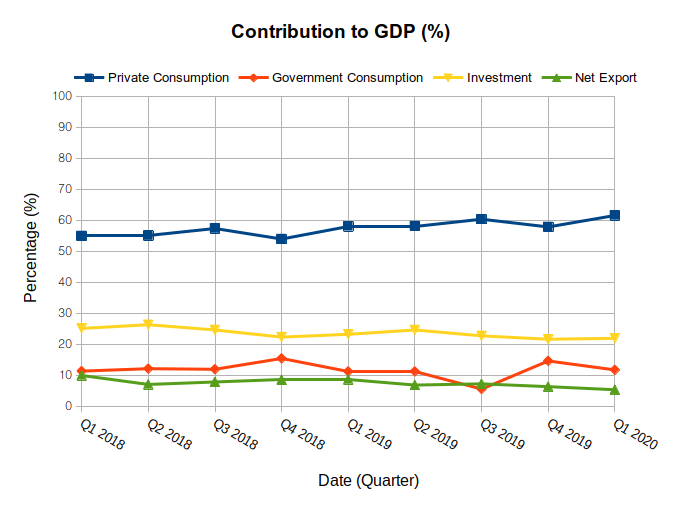 Contribution to GDP (%)
Private Consumption Government Consumption Investment Net Export
100
90
80
70
60
50
40
30
20
10
0
Percentage (%)
Q1 2018 Q2 2018 Q3 2018 Q4 2018 Q1 2019 Q2 2019 Q3 2019 Q4 2019 Q1 2020
Date (Quarter)